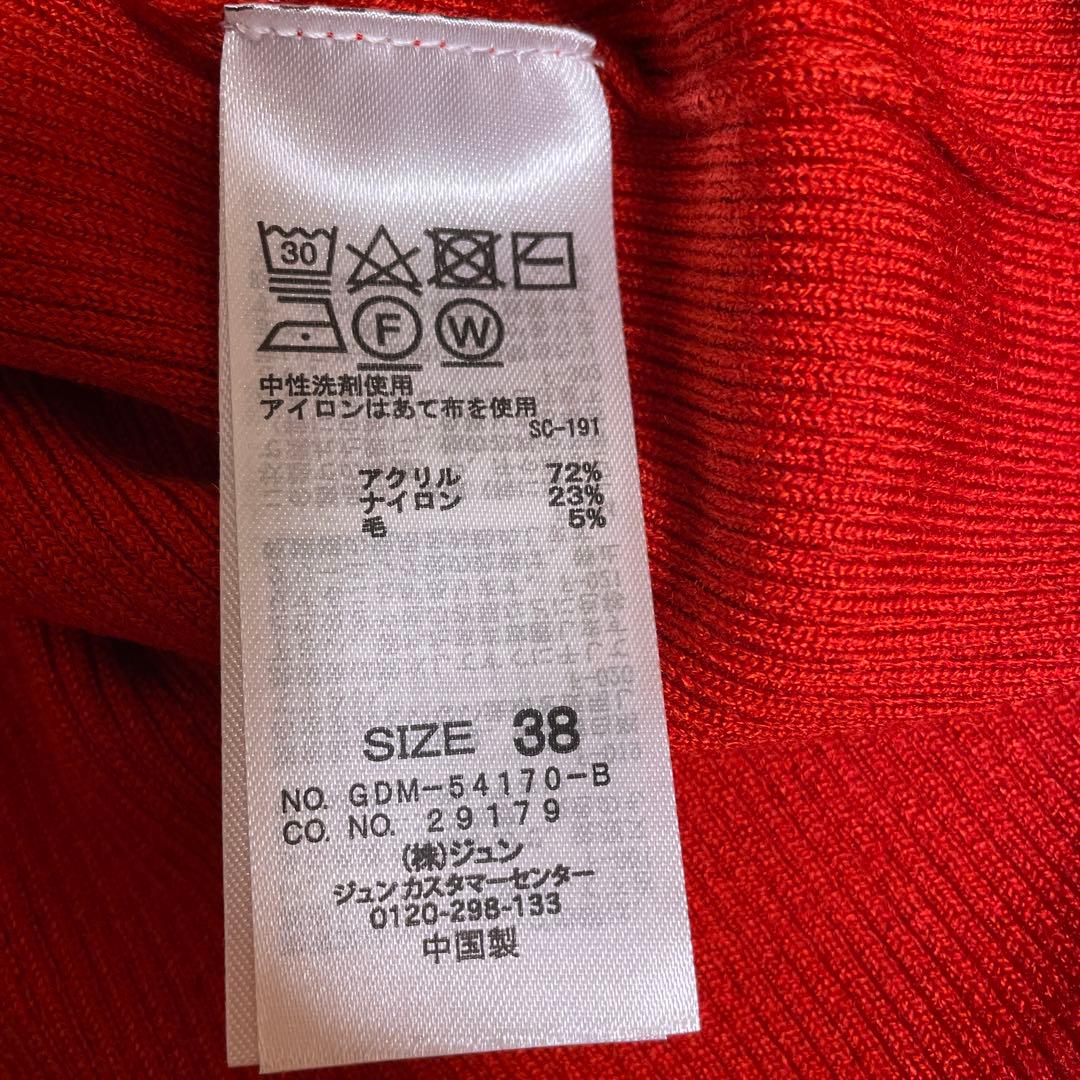 30
F W
中性洗剤使用
アイロンはあて布を使用
SC-191
アクリル 72%
ナイロン 23%
毛 5%
SIZE 38
NO. GDM-54170-B
CO. NO. 29179
(株)ジュン
ジュン カスタマーセンター
0120-298-133
中国製